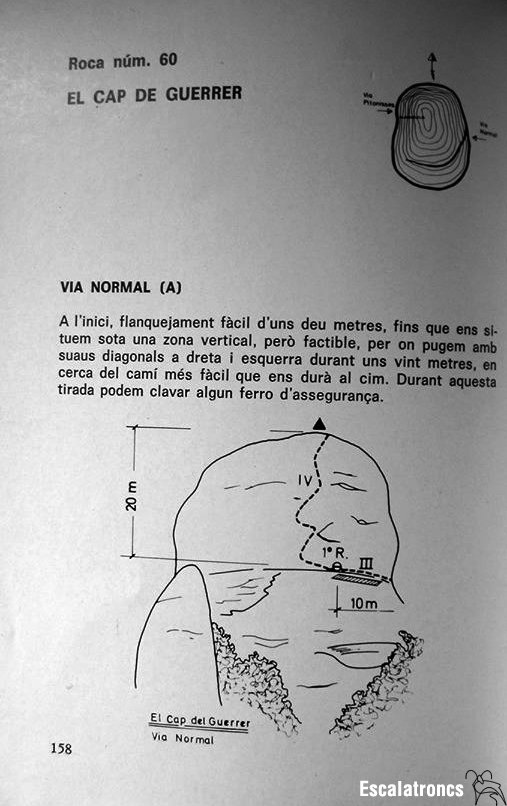 Roca núm. 60
EL CAP DE GUERRER
Via
Pitonisses
Via
Normal
VIA NORMAL (A)
A l'inici, flanquejament fàcil d'uns deu metres, fins que ens si-
tuem sota una zona vertical, però factible, per on pugem amb
suaus diagonals a dreta i esquerra durant uns vint metres, en
cerca del camí més fàcil que ens durà al cim. Durant aquesta
tirada podem clavar algun ferro d'assegurança.
20 m
IV
1º R.
III
10 m
El Cap del Guerrer
Via Normal
158
Escalatroncs